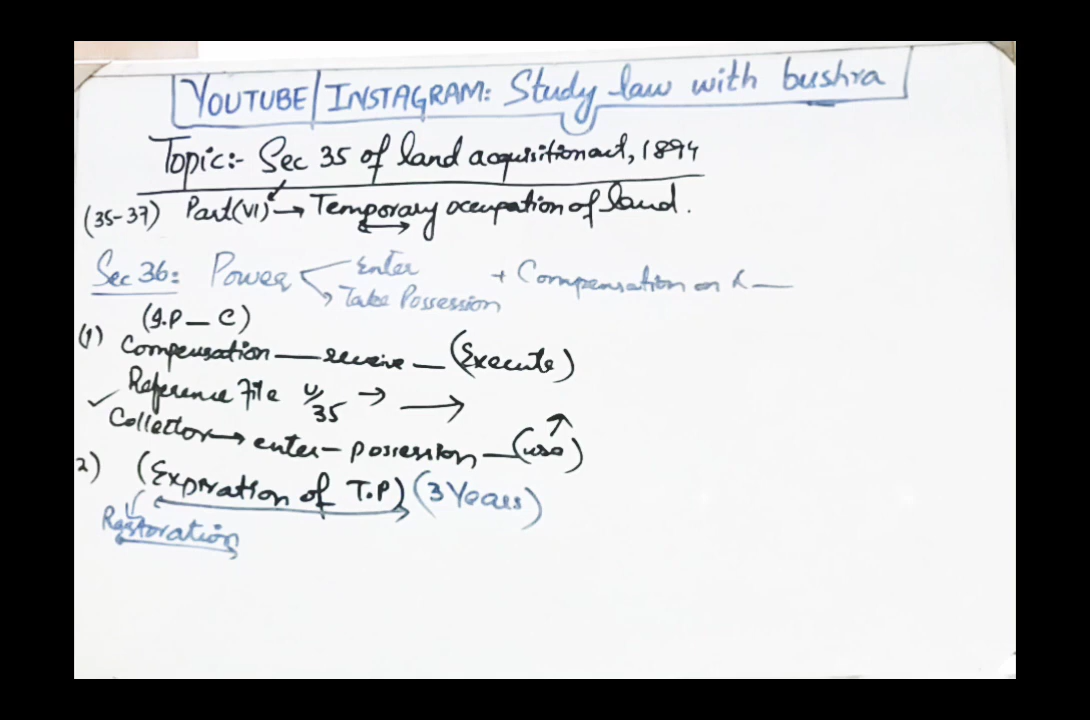 YOUTUBE/INSTAGRAM: Study law with bushra
Topic:- Sec 35 of land acquisition act, 1894
(35-37) Part(VI) → Temporary occupation of land.
Sec 36: Power Enter + Compensation on
Take Possession
(I.P — C)
(1) Compensation — receive — (Execute)
Reference File U/35 → →
✓ Collector → enter - possession - (use)
2) (Expiration of T.P) (3 Years)
Restoration